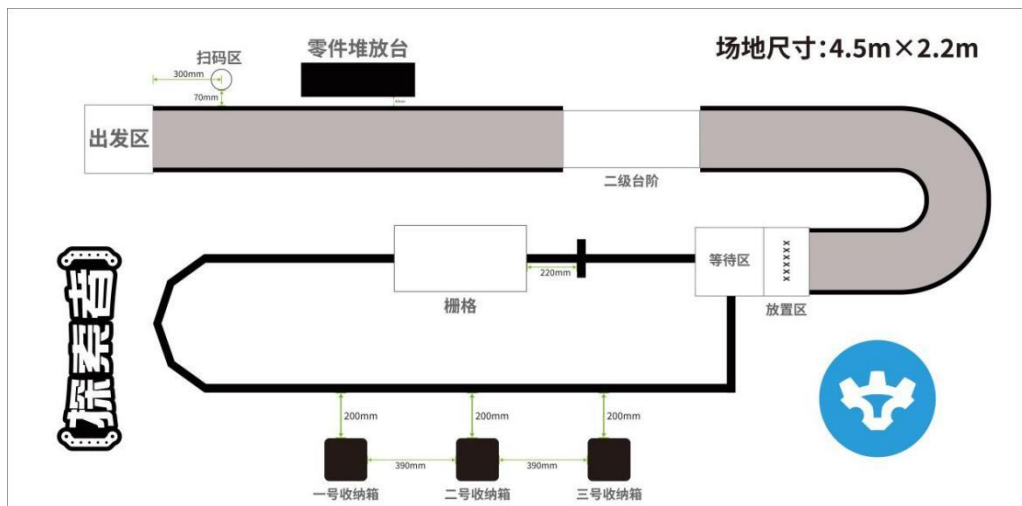 场地尺寸:4.5m×2.2m
零件堆放台
扫码区
300mm
70mm
出发区
二级台阶
等待区
××××××
放置区
220mm
栅格
探索者
200mm
200mm
200mm
390mm
390mm
一号收纳箱
二号收纳箱
三号收纳箱